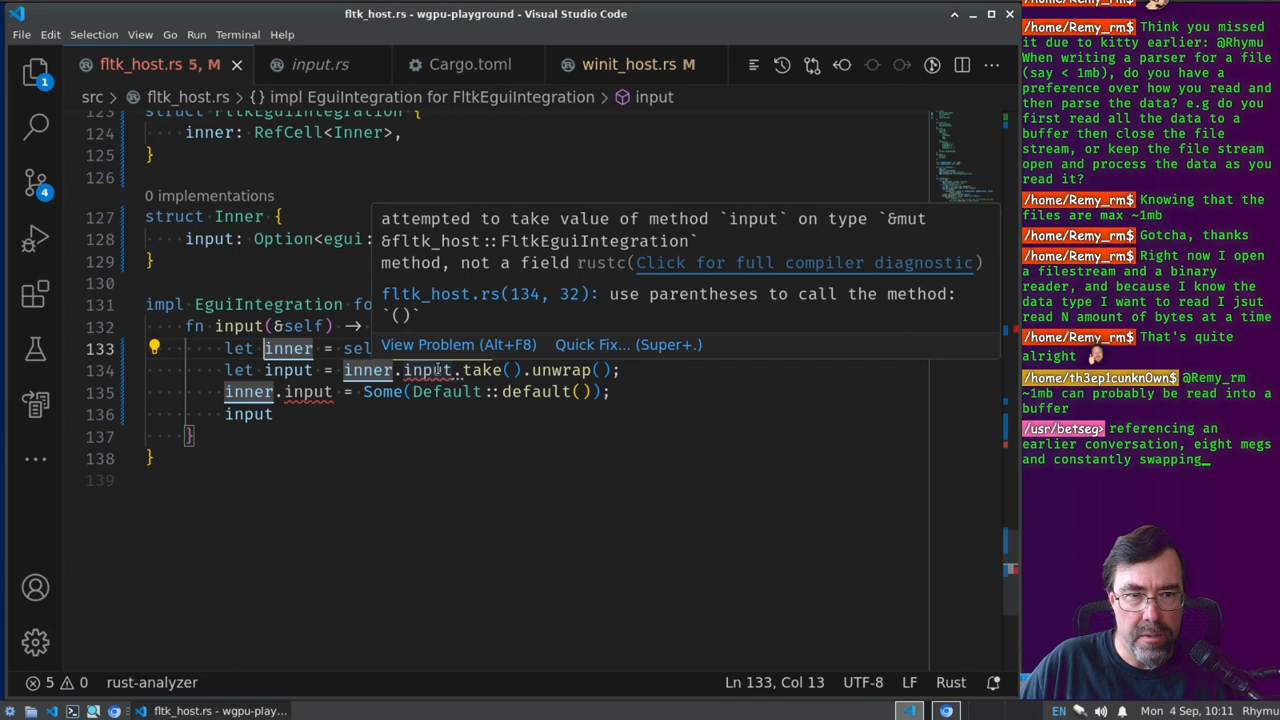 fltk_host.rs - wgpu-playground - Visual Studio Code
File Edit Selection View Go Run Terminal Help
fltk_host.rs 5, M input.rs Cargo.toml winit_host.rs M
src > fltk_host.rs > {} impl EguiIntegration for FltkEguiIntegration > input
123 struct FltkEguiIntegration {
124 ···· inner: RefCell<Inner>,
125 }
126
0 implementations
127 struct Inner {
128 ···· input: Option<egui:
129 }
130
131 impl EguiIntegration fo
132 ···· fn input(&self) →
133 ········ let inner = sel
134 ········ let input = inner.input.take().unwrap();
135 ········ inner.input = Some(Default::default());
136 ········ input
137 ···· }
138 }
139
attempted to take value of method `input` on type `&mut
&fltk_host::FltkEguiIntegration`
method, not a field rustc(Click for full compiler diagnostic)
fltk_host.rs(134, 32): use parentheses to call the method:
`()`
View Problem (Alt+F8) Quick Fix... (Super+.)
1
4
5 0 rust-analyzer Ln 133, Col 13 UTF-8 LF Rust
fltk_host.rs - wgpu-play... EN Mon 4 Sep, 10:11 Rhymu
/home/Remy_rm$ Think you missed
it due to kitty earlier: @Rhymu
When writing a parser for a file
(say < 1mb), do you have a
preference over how you read and
then parse the data? e.g do you
first read all the data to a
buffer then close the file
stream, or keep the file stream
open and process the data as you
read it?
/home/Remy_rm$ Knowing that the
files are max ~1mb
/home/Remy_rm$ Gotcha, thanks
/home/Remy_rm$ Right now I open
a filestream and a binary
reader, and because I know the
data type I want to read I jsut
read N amount of bytes at a time
/home/Remy_rm$ That's quite
alright
/home/th3ep1cunkn0wn$ @Remy_rm
~1mb can probably be read into a
buffer
/usr/betseg> referencing an
earlier conversation, eight megs
and constantly swapping_